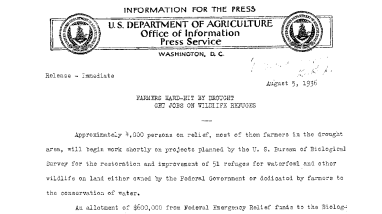 INFORMATION FOR THE PRESS
U. S. DEPARTMENT OF AGRICULTURE
Office of Information
Press Service
WASHINGTON, D. C.
Release - Immediate
August 5, 1936
FARMERS HARD-HIT BY DROUGHT
GET JOBS ON WILDLIFE REFUGES
Approximately 4,000 persons on relief, most of them farmers in the drought
area, will begin work shortly on projects planned by the U. S. Bureau of Biological
Survey for the restoration and improvement of 51 refuges for waterfowl and other
wildlife on land either owned by the Federal Government or dedicated by farmers to
the conservation of water.
An allotment of $600,000 from Federal Emergency Relief funds to the Biolog-